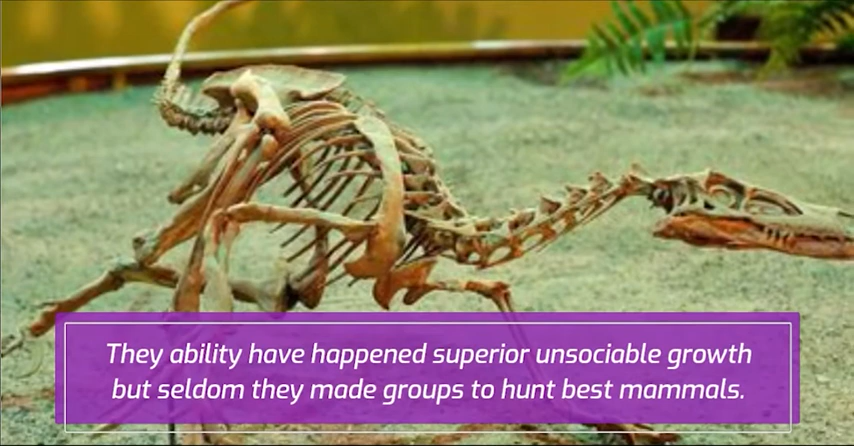 They ability have happened superior unsociable growth
but seldom they made groups to hunt best mammals.